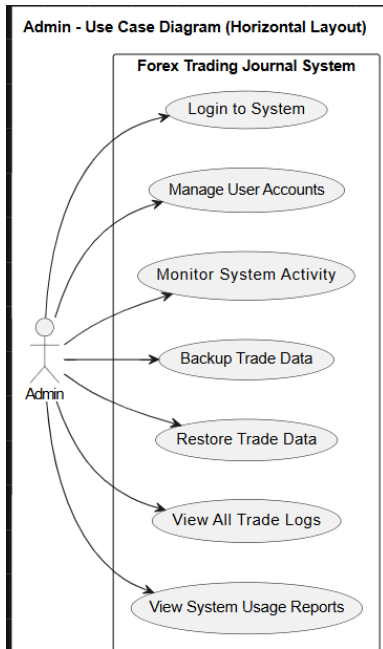 Admin - Use Case Diagram (Horizontal Layout)
Forex Trading Journal System
Login to System
Manage User Accounts
Monitor System Activity
Backup Trade Data
Admin
Restore Trade Data
View All Trade Logs
View System Usage Reports